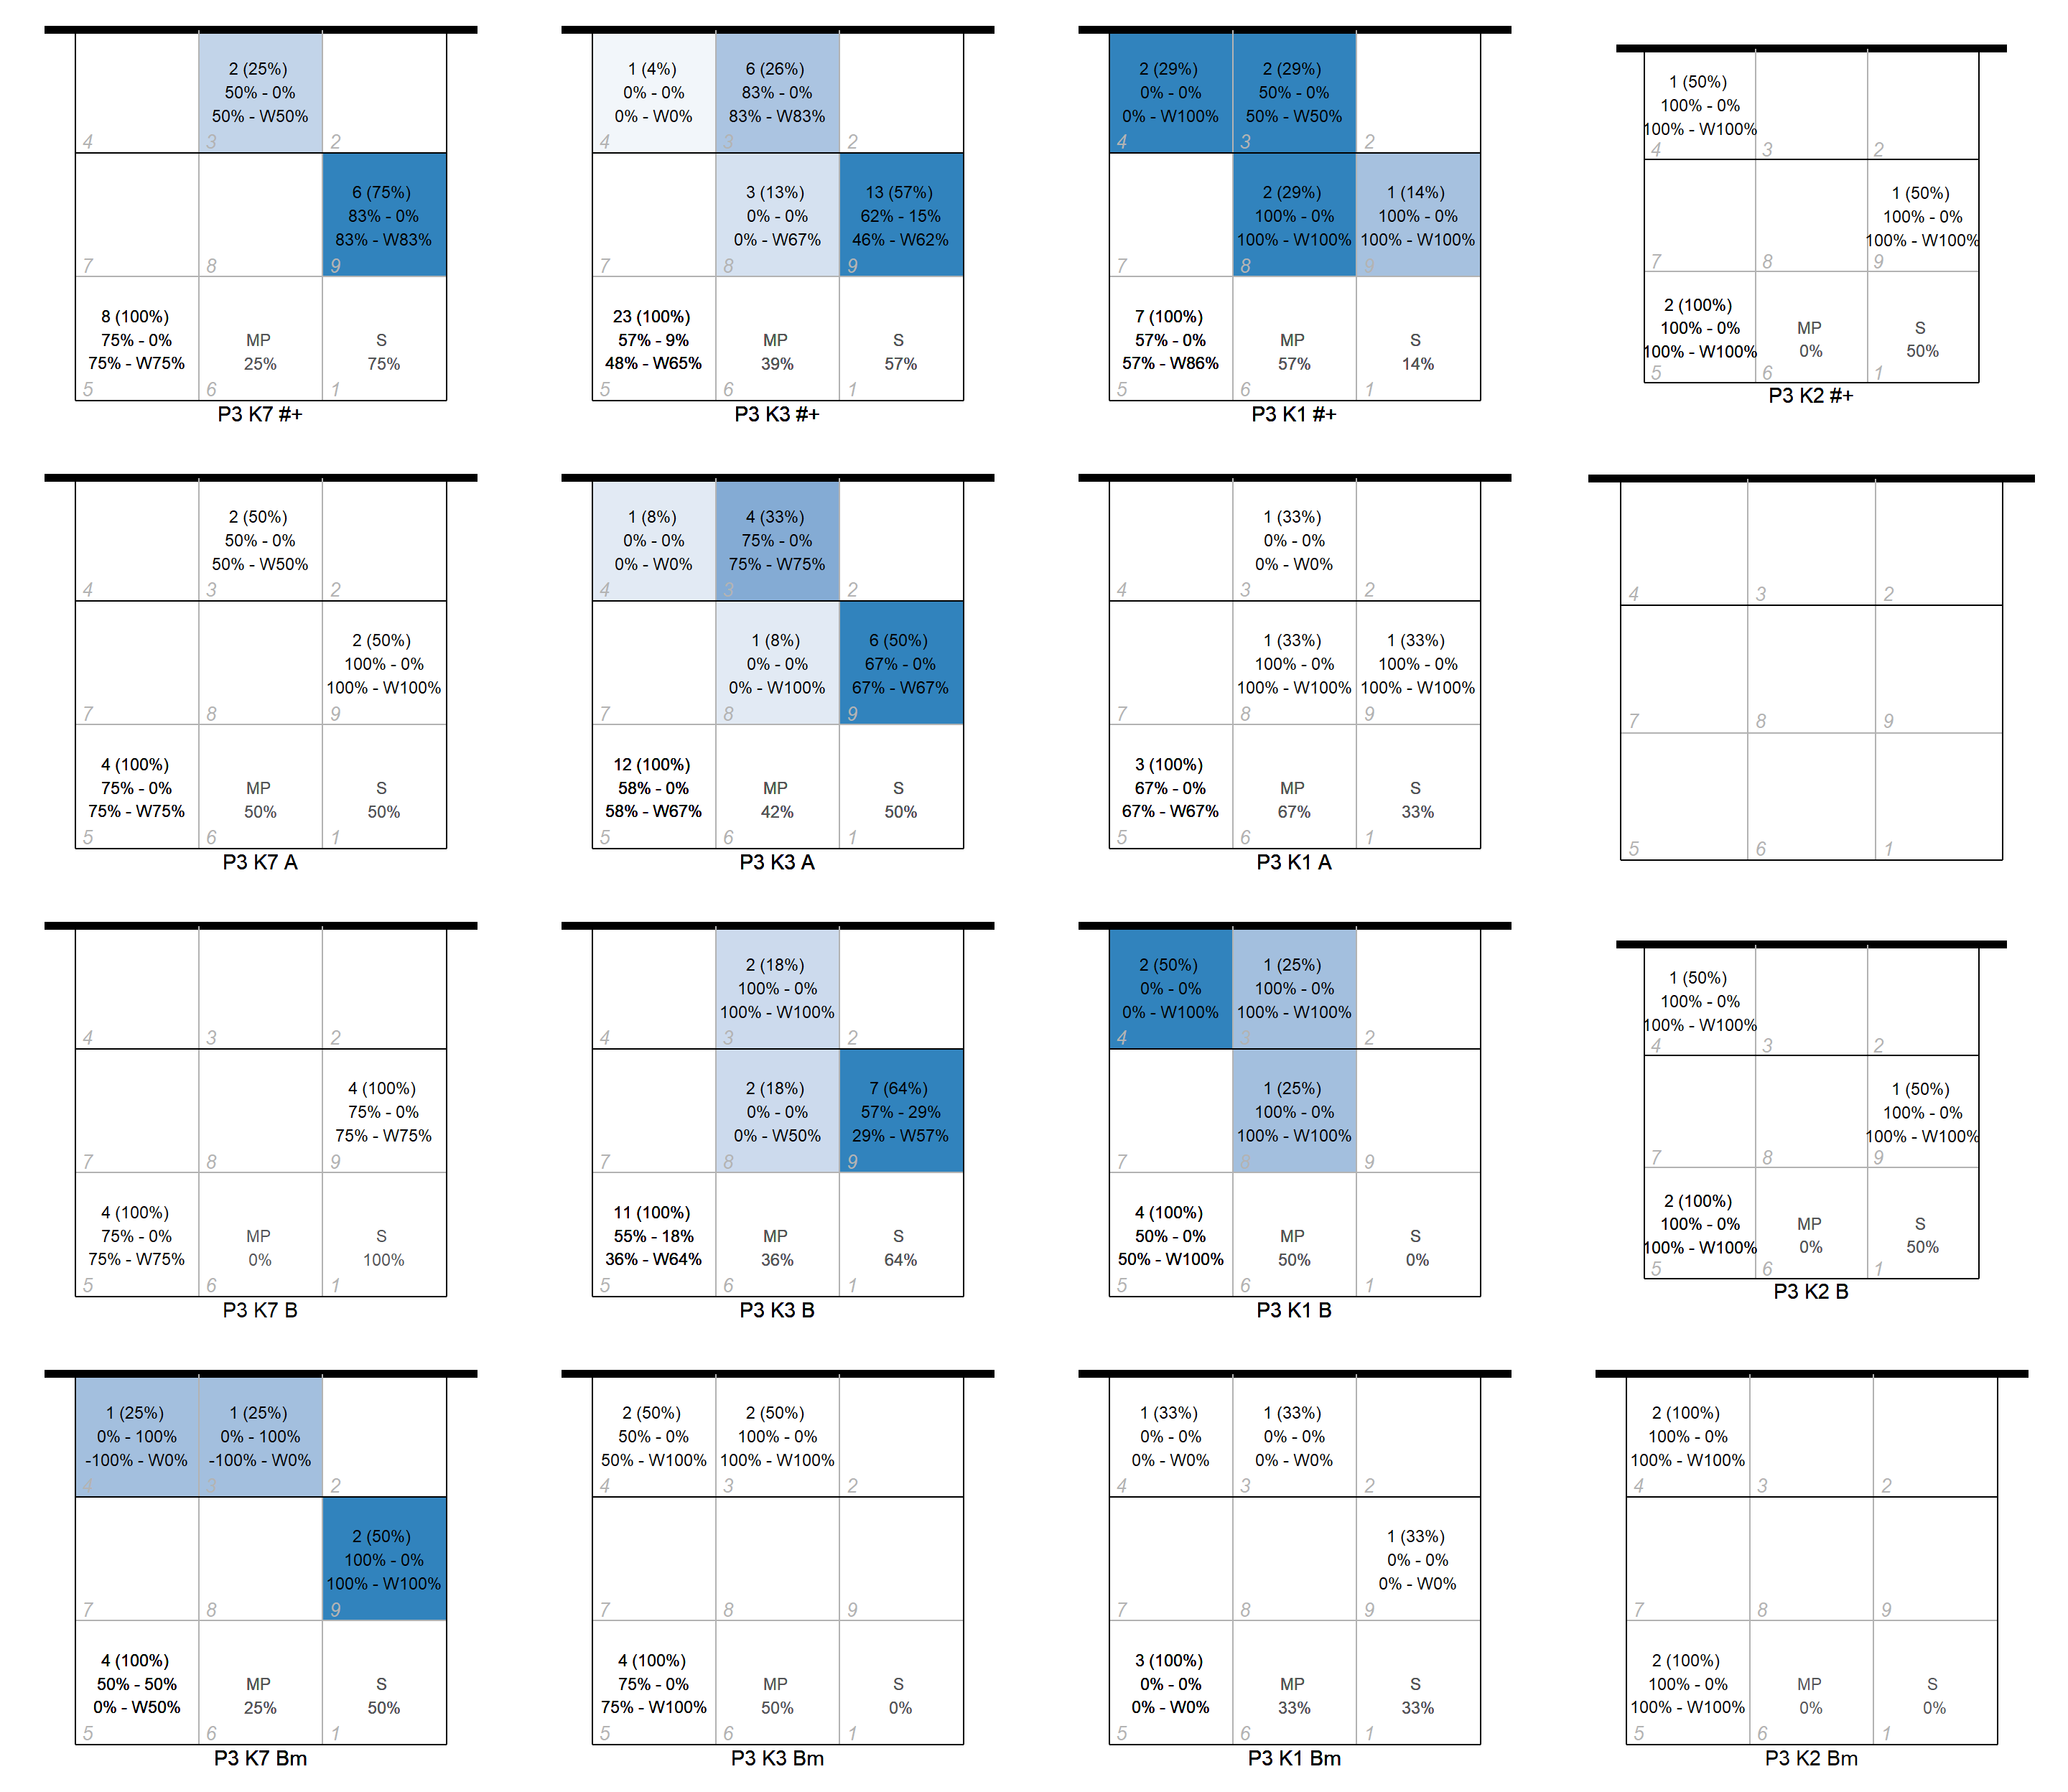 2 (25%)
50% - 0%
50% - W50%
4
3
2
6 (75%)
83% - 0%
83% - W83%
7
8
9
8 (100%)
75% - 0%
75% - W75%
MP
25%
S
75%
5
6
1
P3 K7 #+
1 (4%)
0% - 0%
0% - W0%
6 (26%)
83% - 0%
83% - W83%
4
3
2
3 (13%)
0% - 0%
0% - W67%
13 (57%)
62% - 15%
46% - W62%
7
8
9
23 (100%)
57% - 9%
48% - W65%
MP
39%
S
57%
5
6
1
P3 K3 #+
2 (29%)
0% - 0%
0% - W100%
2 (29%)
50% - 0%
50% - W50%
4
3
2
2 (29%)
100% - 0%
100% - W100%
1 (14%)
100% - 0%
100% - W100%
7
8
9
7 (100%)
57% - 0%
57% - W86%
MP
57%
S
14%
5
6
1
P3 K1 #+
1 (50%)
100% - 0%
100% - W100%
4
3
2
1 (50%)
100% - 0%
100% - W100%
7
8
9
2 (100%)
100% - 0%
100% - W100%
MP
0%
S
50%
5
6
1
P3 K2 #+
2 (50%)
50% - 0%
50% - W50%
4
3
2
2 (50%)
100% - 0%
100% - W100%
7
8
9
4 (100%)
75% - 0%
75% - W75%
MP
50%
S
50%
5
6
1
P3 K7 A
1 (8%)
0% - 0%
0% - W0%
4 (33%)
75% - 0%
75% - W75%
4
3
2
1 (8%)
0% - 0%
0% - W100%
6 (50%)
67% - 0%
67% - W67%
7
8
9
12 (100%)
58% - 0%
58% - W67%
MP
42%
S
50%
5
6
1
P3 K3 A
1 (33%)
0% - 0%
0% - W0%
4
3
2
1 (33%)
100% - 0%
100% - W100%
1 (33%)
100% - 0%
100% - W100%
7
8
9
3 (100%)
67% - 0%
67% - W67%
MP
67%
S
33%
5
6
1
P3 K1 A
4
3
2
7
8
9
5
6
1
4
3
2
4 (100%)
75% - 0%
75% - W75%
7
8
9
4 (100%)
75% - 0%
75% - W75%
MP
0%
S
100%
5
6
1
P3 K7 B
2 (18%)
100% - 0%
100% - W100%
4
3
2
2 (18%)
0% - 0%
0% - W50%
7 (64%)
57% - 29%
29% - W57%
7
8
9
11 (100%)
55% - 18%
36% - W64%
MP
36%
S
64%
5
6
1
P3 K3 B
2 (50%)
0% - 0%
0% - W100%
1 (25%)
100% - 0%
100% - W100%
4
3
2
1 (25%)
100% - 0%
100% - W100%
7
8
9
4 (100%)
50% - 0%
50% - W100%
MP
50%
S
0%
5
6
1
P3 K1 B
1 (50%)
100% - 0%
100% - W100%
4
3
2
1 (50%)
100% - 0%
100% - W100%
7
8
9
2 (100%)
100% - 0%
100% - W100%
MP
0%
S
50%
5
6
1
P3 K2 B
1 (25%)
0% - 100%
-100% - W0%
1 (25%)
0% - 100%
-100% - W0%
4
3
2
2 (50%)
100% - 0%
100% - W100%
7
8
9
4 (100%)
50% - 50%
0% - W50%
MP
25%
S
50%
5
6
1
P3 K7 Bm
2 (50%)
50% - 0%
50% - W100%
2 (50%)
100% - 0%
100% - W100%
4
3
2
7
8
9
4 (100%)
75% - 0%
75% - W100%
MP
50%
S
0%
5
6
1
P3 K3 Bm
1 (33%)
0% - 0%
0% - W0%
1 (33%)
0% - 0%
0% - W0%
4
3
2
1 (33%)
0% - 0%
0% - W0%
7
8
9
3 (100%)
0% - 0%
0% - W0%
MP
33%
S
33%
5
6
1
P3 K1 Bm
2 (100%)
100% - 0%
100% - W100%
4
3
2
7
8
9
2 (100%)
100% - 0%
100% - W100%
MP
0%
S
0%
5
6
1
P3 K2 Bm